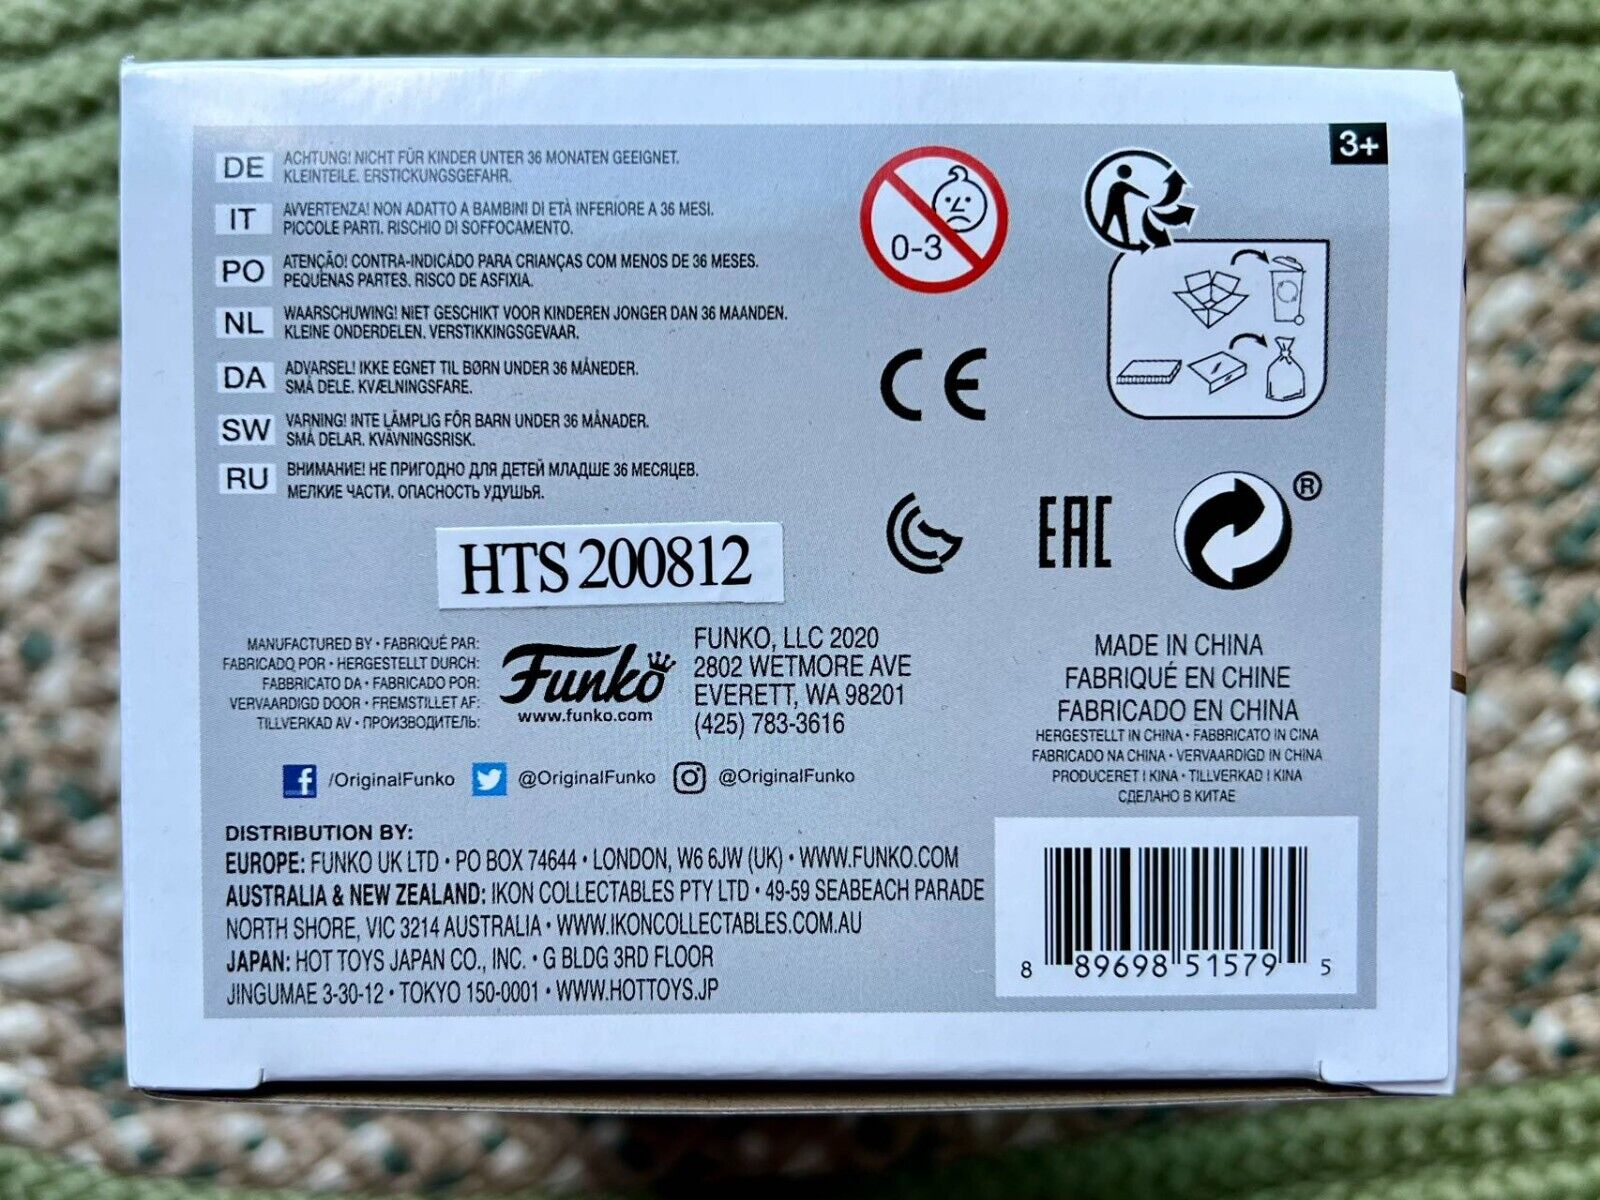 3+
DE ACHTUNG! NICHT FÜR KINDER UNTER 36 MONATEN GEEIGNET.
KLEINTEILE. ERSTICKUNGSGEFAHR.
IT AVVERTENZA! NON ADATTO A BAMBINI DI ETÀ INFERIORE A 36 MESI.
PICCOLE PARTI. RISCHIO DI SOFFOCAMENTO.
PO ATENÇÃO! CONTRA-INDICADO PARA CRIANÇAS COM MENOS DE 36 MESES.
PEQUENAS PARTES. RISCO DE ASFIXIA.
NL WAARSCHUWING! NIET GESCHIKT VOOR KINDEREN JONGER DAN 36 MAANDEN.
KLEINE ONDERDELEN. VERSTIKKINGSGEVAAR.
DA ADVARSEL! IKKE EGNET TIL BØRN UNDER 36 MÅNEDER.
SMÅ DELE. KVÆLNINGSFARE.
SW VARNING! INTE LÄMPLIG FÖR BARN UNDER 36 MÅNADER.
SMÅ DELAR. KVÄVNINGSRISK.
RU ВНИМАНИЕ! НЕ ПРИГОДНО ДЛЯ ДЕТЕЙ МЛАДШЕ 36 МЕСЯЦЕВ.
МЕЛКИЕ ЧАСТИ. ОПАСНОСТЬ УДУШЬЯ.
0-3
CE
EAC
®
HTS 200812
MANUFACTURED BY • FABRIQUÉ PAR:
FABRICADO POR • HERGESTELLT DURCH:
FABBRICATO DA • FABRICADO POR:
VERVAARDIGD DOOR • FREMSTILLET AF:
TILLVERKAD AV • ПРОИЗВОДИТЕЛЬ:
Funko
www.funko.com
FUNKO, LLC 2020
2802 WETMORE AVE
EVERETT, WA 98201
(425) 783-3616
MADE IN CHINA
FABRIQUÉ EN CHINE
FABRICADO EN CHINA
HERGESTELLT IN CHINA • FABBRICATO IN CINA
FABRICADO NA CHINA • VERVAARDIGD IN CHINA
PRODUCERET I KINA • TILLVERKAD I KINA
СДЕЛАНО В КИТАЕ
/OriginalFunko @OriginalFunko @OriginalFunko
DISTRIBUTION BY:
EUROPE: FUNKO UK LTD • PO BOX 74644 • LONDON, W6 6JW (UK) • WWW.FUNKO.COM
AUSTRALIA & NEW ZEALAND: IKON COLLECTABLES PTY LTD • 49-59 SEABEACH PARADE
NORTH SHORE, VIC 3214 AUSTRALIA • WWW.IKONCOLLECTABLES.COM.AU
JAPAN: HOT TOYS JAPAN CO., INC. • G BLDG 3RD FLOOR
JINGUMAE 3-30-12 • TOKYO 150-0001 • WWW.HOTTOYS.JP
8 89698 51579 5